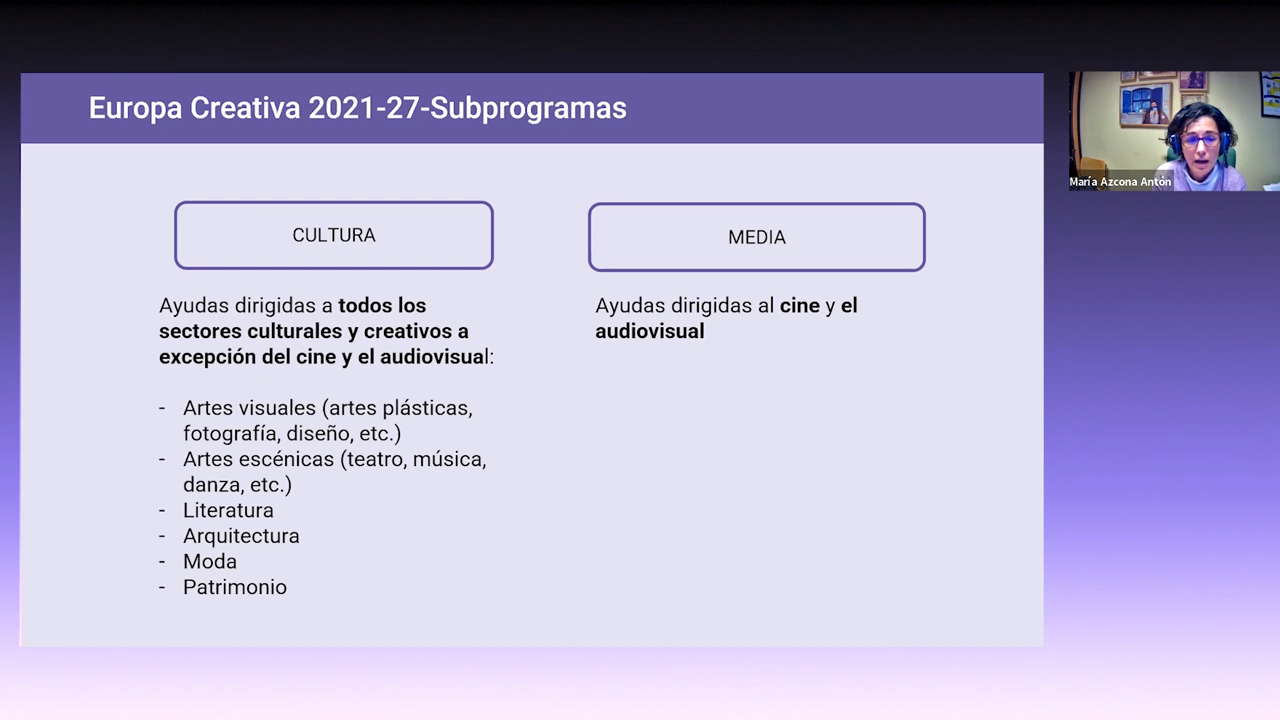 Europa Creativa 2021-27-Subprogramas
CULTURA
Ayudas dirigidas a todos los
sectores culturales y creativos a
excepción del cine y el audiovisual:
- Artes visuales (artes plásticas,
fotografía, diseño, etc.)
- Artes escénicas (teatro, música,
danza, etc.)
- Literatura
- Arquitectura
- Moda
- Patrimonio
MEDIA
Ayudas dirigidas al cine y el
audiovisual
María Azcona Antón